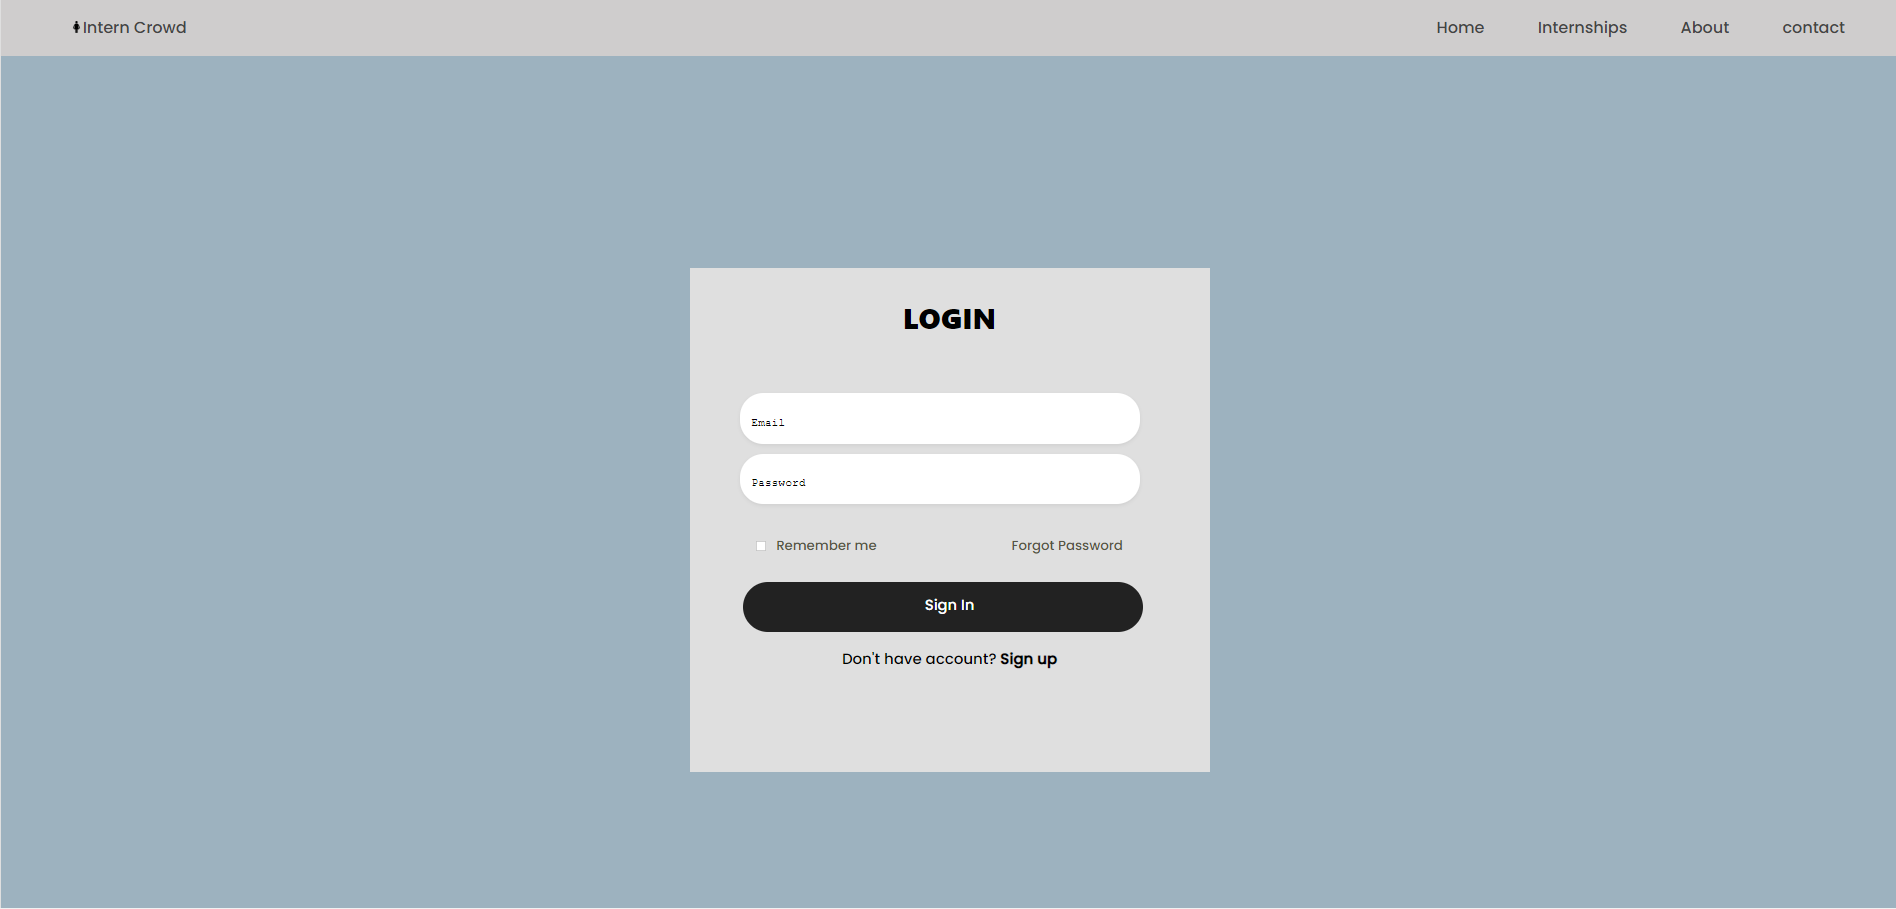 Intern Crowd Home Internships About contact
LOGIN
Email
Password
Remember me Forgot Password
Sign In
Don't have account? Sign up